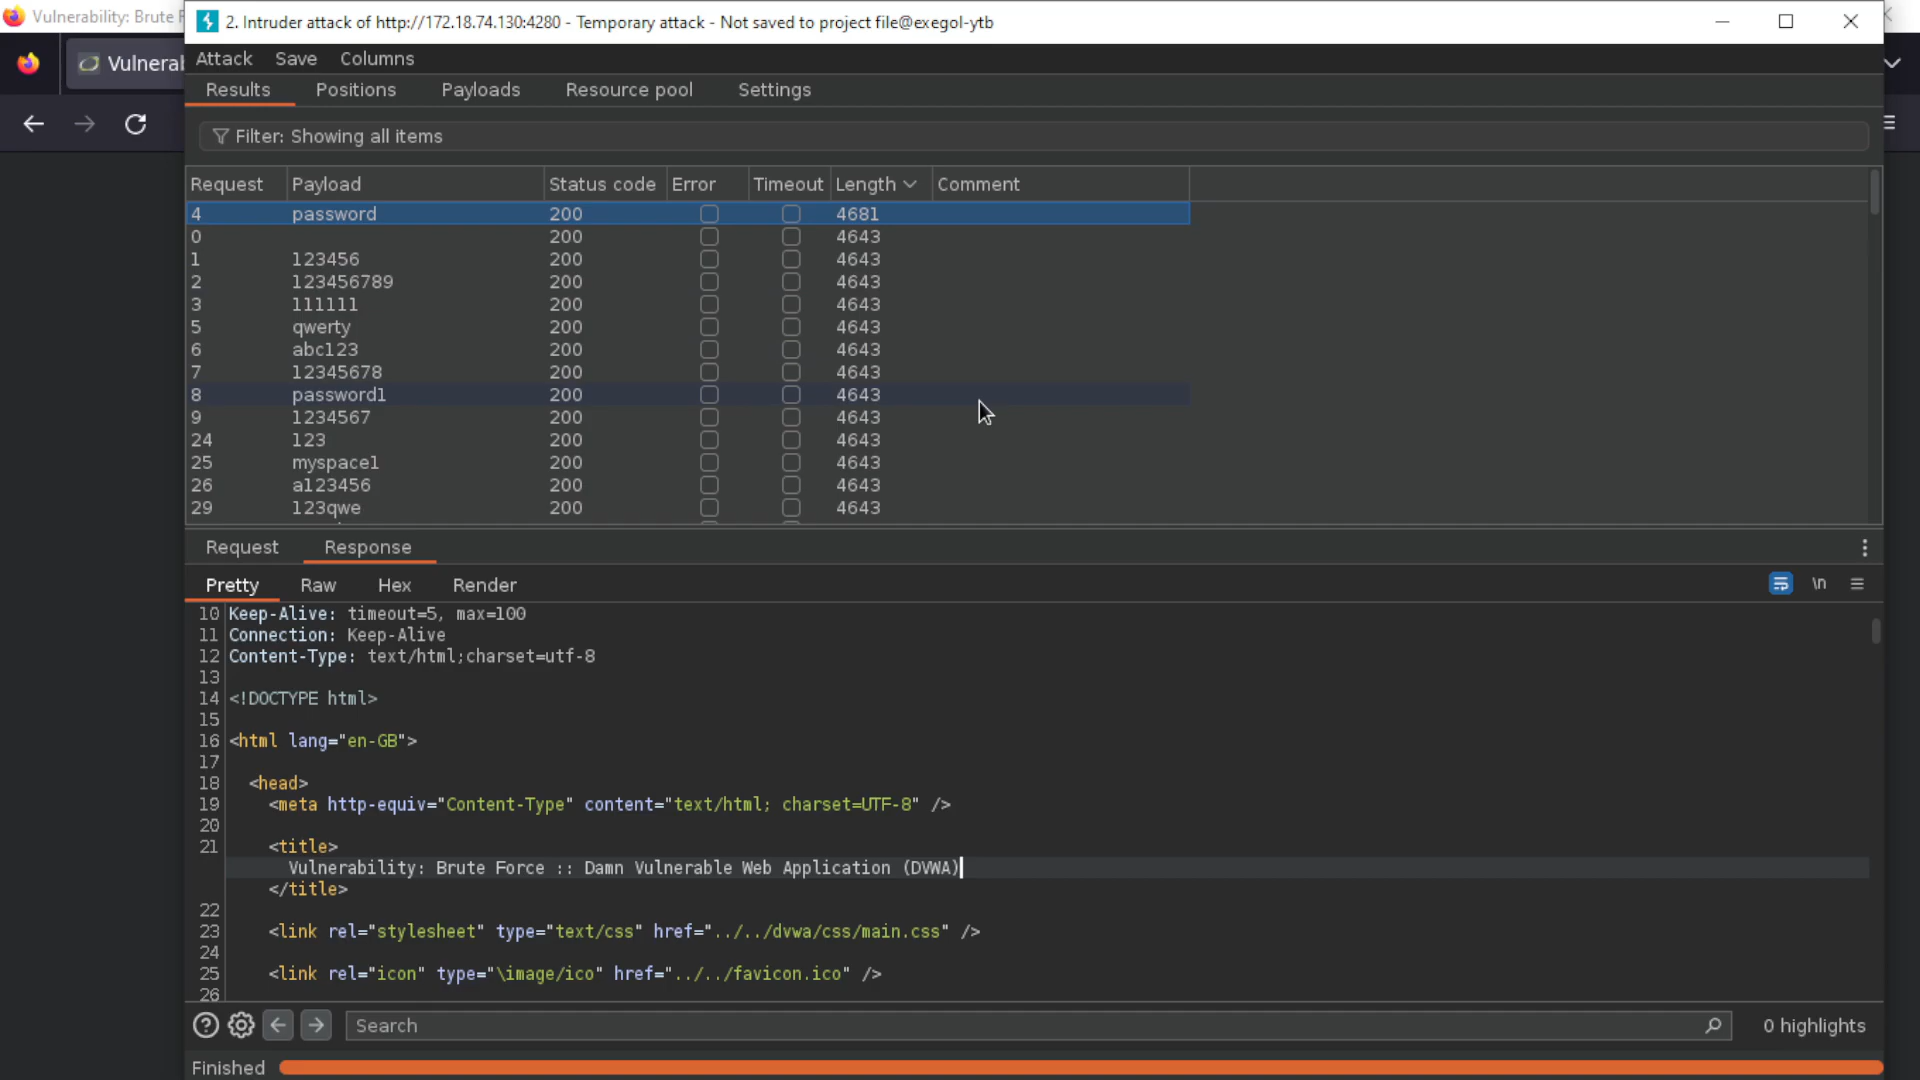 Vulnerability: Brute F
2. Intruder attack of http://172.18.74.130:4280 - Temporary attack - Not saved to project file@exegol-ytb
Vulnerab
Attack Save Columns
Results Positions Payloads Resource pool Settings
Filter: Showing all items
Request Payload Status code Error Timeout Length Comment
4 password 200 4681
0 200 4643
1 123456 200 4643
2 123456789 200 4643
3 111111 200 4643
5 qwerty 200 4643
6 abc123 200 4643
7 12345678 200 4643
8 password1 200 4643
9 1234567 200 4643
24 123 200 4643
25 myspace1 200 4643
26 a123456 200 4643
29 123qwe 200 4643
Request Response
Pretty Raw Hex Render
\n
10 Keep-Alive: timeout=5, max=100
11 Connection: Keep-Alive
12 Content-Type: text/html;charset=utf-8
13
14 <!DOCTYPE html>
15
16 <html lang="en-GB">
17
18 <head>
19 <meta http-equiv="Content-Type" content="text/html; charset=UTF-8" />
20
21 <title>
Vulnerability: Brute Force :: Damn Vulnerable Web Application (DVWA)
</title>
22
23 <link rel="stylesheet" type="text/css" href="../../dvwa/css/main.css" />
24
25 <link rel="icon" type="\image/ico" href="../../favicon.ico" />
26
Search
0 highlights
Finished